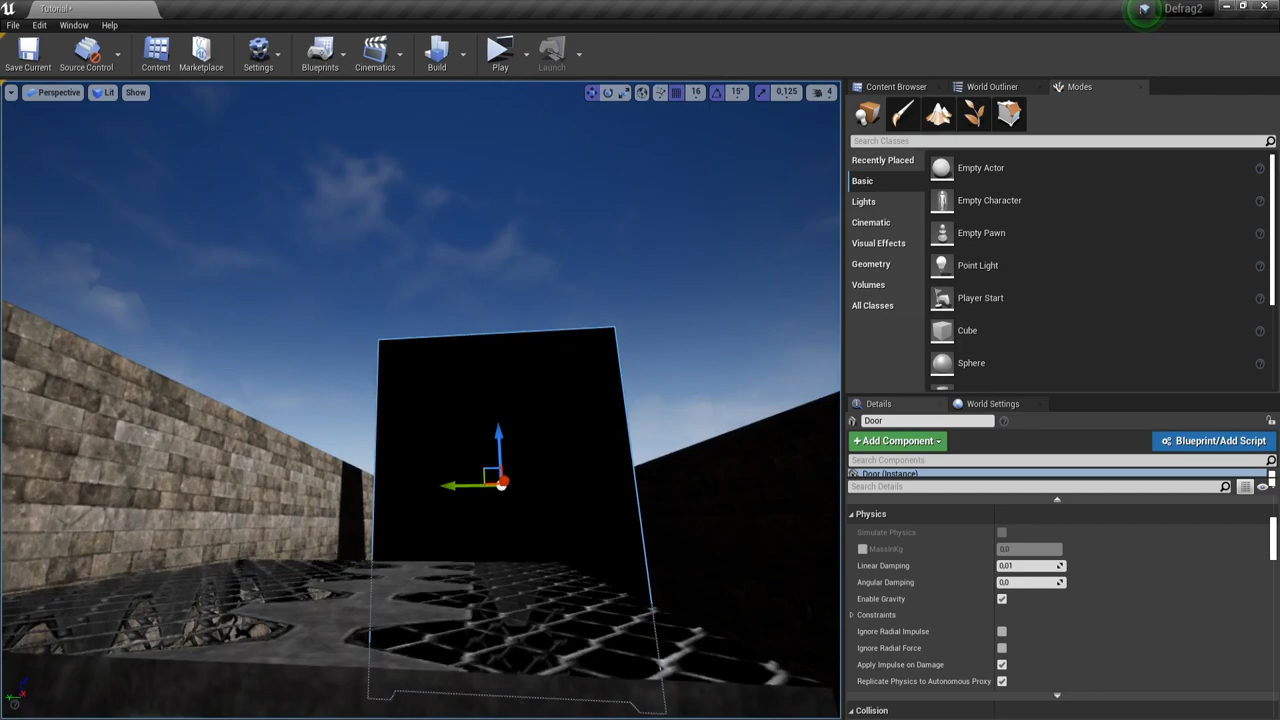 Tutorial*
Defrag2
File Edit Window Help
Save Current Source Control Content Marketplace Settings Blueprints Cinematics Build Play Launch
Perspective Lit Show 16 15° 0,125 4
Content Browser World Outliner Modes
Search Classes
Recently Placed
Basic
Lights
Cinematic
Visual Effects
Geometry
Volumes
All Classes
Empty Actor
Empty Character
Empty Pawn
Point Light
Player Start
Cube
Sphere
Details World Settings
Door
+Add Component Blueprint/Add Script
Search Components
Door (Instance)
Search Details
Physics
Simulate Physics
MassInKg 0,0
Linear Damping 0,01
Angular Damping 0,0
Enable Gravity
Constraints
Ignore Radial Impulse
Ignore Radial Force
Apply Impulse on Damage
Replicate Physics to Autonomous Proxy
Collision